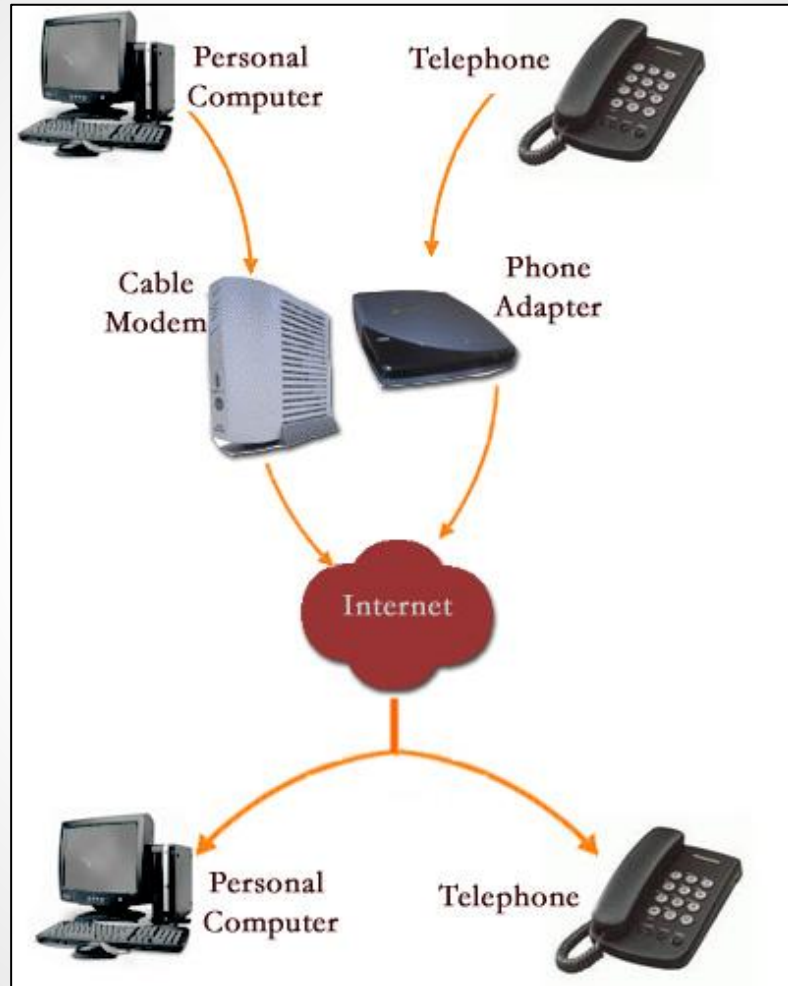 Personal
Computer
Telephone
Cable
Modem
Phone
Adapter
Internet
Personal
Computer
Telephone